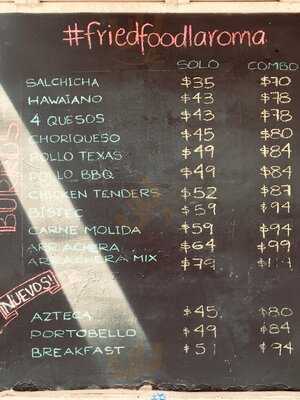 #friedfoodlaroma
SOLO COMBO
SALCHICHA $35 $70
HAWAIANO $43 $78
4 QUESOS $43 $78
CHORIQUESO $45 $80
POLLO TEXAS $49 $84
POLLO BBQ $49 $84
CHICKEN TENDERS $52 $87
BISTEC $59 $94
CARNE MOLIDA $59 $94
ARRACHERA $64 $99
ARRACHERA MIX
¡NUEVOS!
AZTECA $45 $80
PORTOBELLO $49 $84
BREAKFAST $51 $94